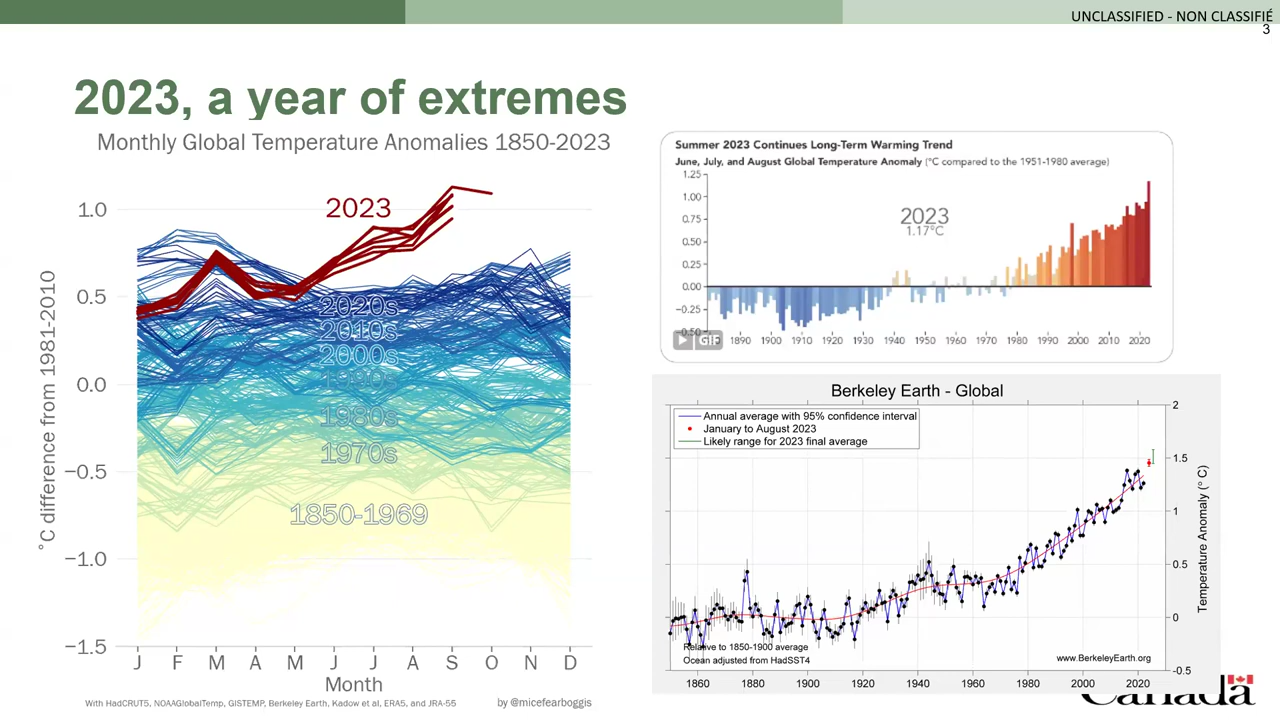 UNCLASSIFIED - NON CLASSIFIÉ
3
2023, a year of extremes
Monthly Global Temperature Anomalies 1850-2023
1.0
0.5
0.0
−0.5
−1.0
−1.5
°C difference from 1981-2010
2023
2020s
2010s
2000s
1990s
1980s
1970s
1850-1969
J F M A M J J A S O N D
Month
With HadCRUT5, NOAAGlobalTemp, GISTEMP, Berkeley Earth, Kadow et al, ERA5, and JRA-55
by @micefearboggis
Summer 2023 Continues Long-Term Warming Trend
June, July, and August Global Temperature Anomaly (°C compared to the 1951-1980 average)
1.25
1.00
0.75
0.50
0.25
0.00
−0.25
−0.50
2023
1.17°C
GIF
1890 1900 1910 1920 1930 1940 1950 1960 1970 1980 1990 2000 2010 2020
Berkeley Earth - Global
Annual average with 95% confidence interval
January to August 2023
Likely range for 2023 final average
2
1.5
1
0.5
0
-0.5
Temperature Anomaly (° C)
Relative to 1850-1900 average
Ocean adjusted from HadSST4
www.BerkeleyEarth.org
1860 1880 1900 1920 1940 1960 1980 2000 2020
Canada